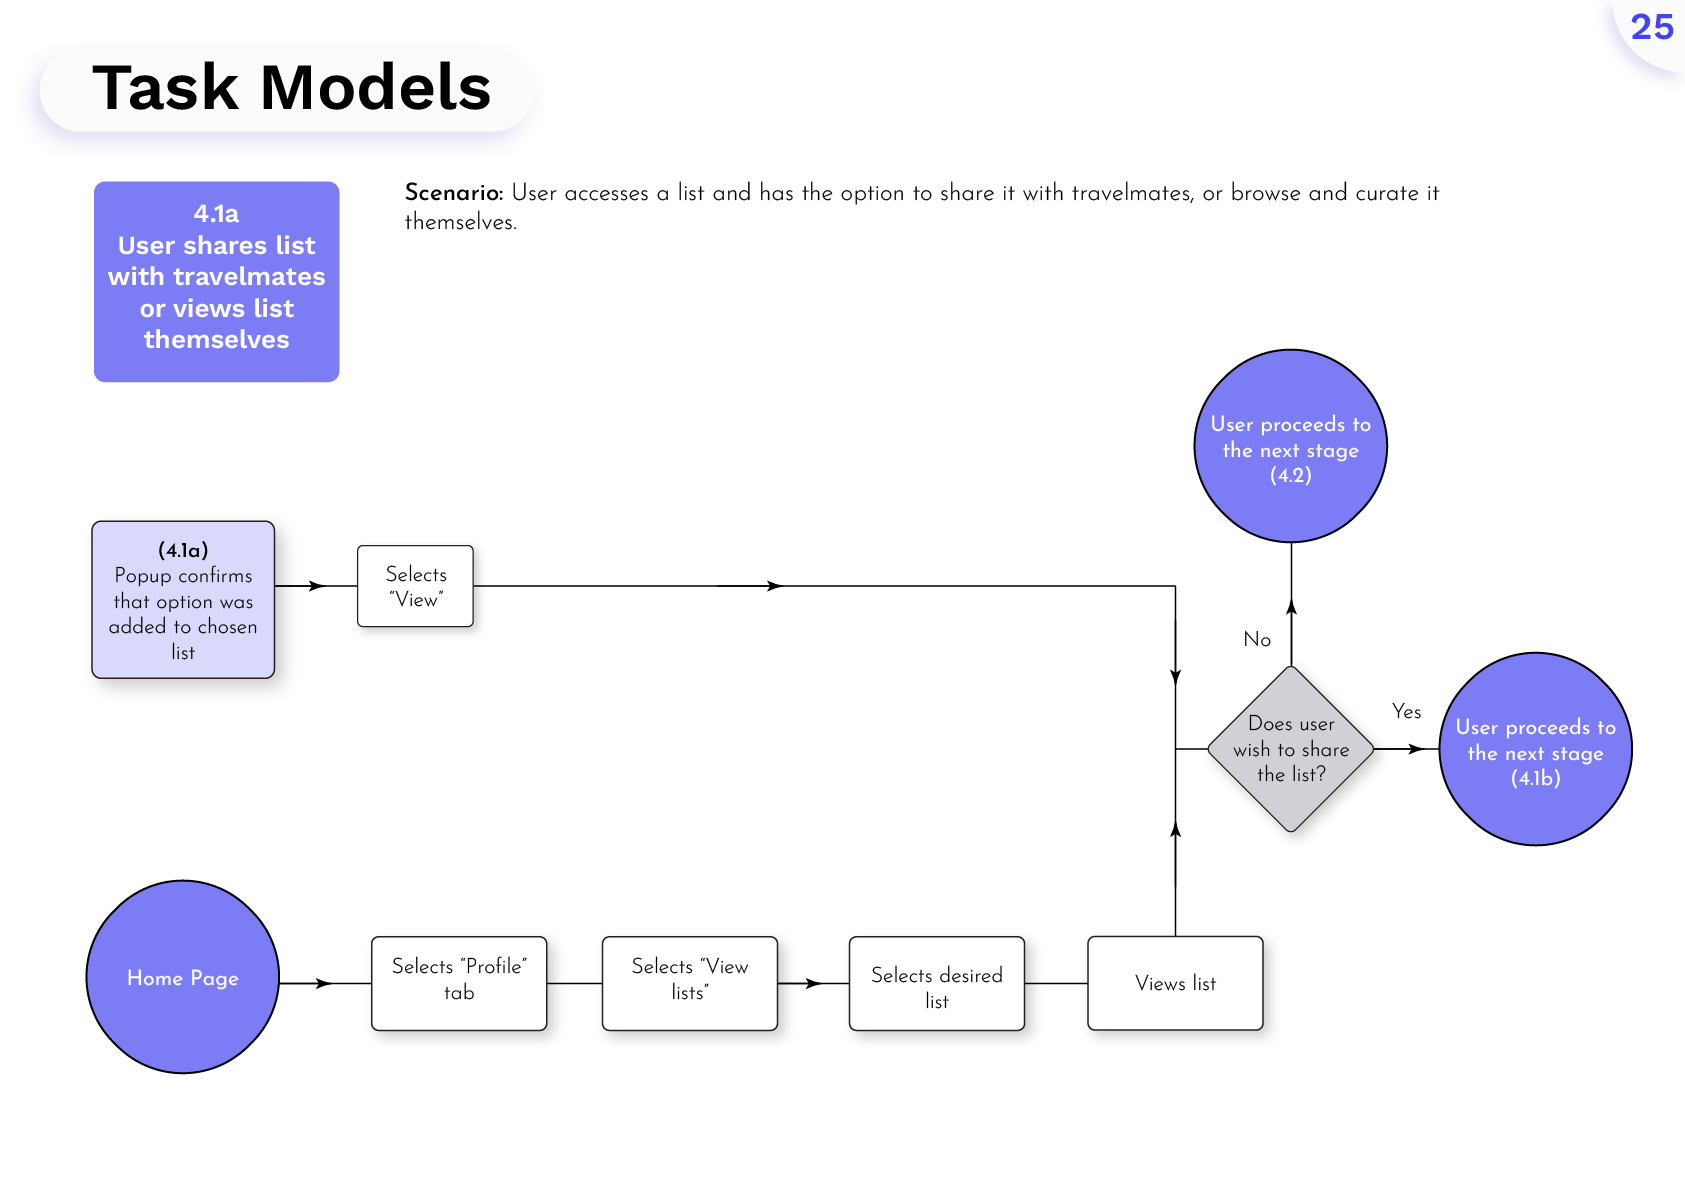 25
Task Models
4.1a
User shares list
with travelmates
or views list
themselves
Scenario: User accesses a list and has the option to share it with travelmates, or browse and curate it
themselves.
User proceeds to
the next stage
(4.2)
(4.1a)
Popup confirms
that option was
added to chosen
list
Selects
“View”
No
Does user
wish to share
the list?
Yes
User proceeds to
the next stage
(4.1b)
Home Page
Selects “Profile”
tab
Selects “View
lists”
Selects desired
list
Views list